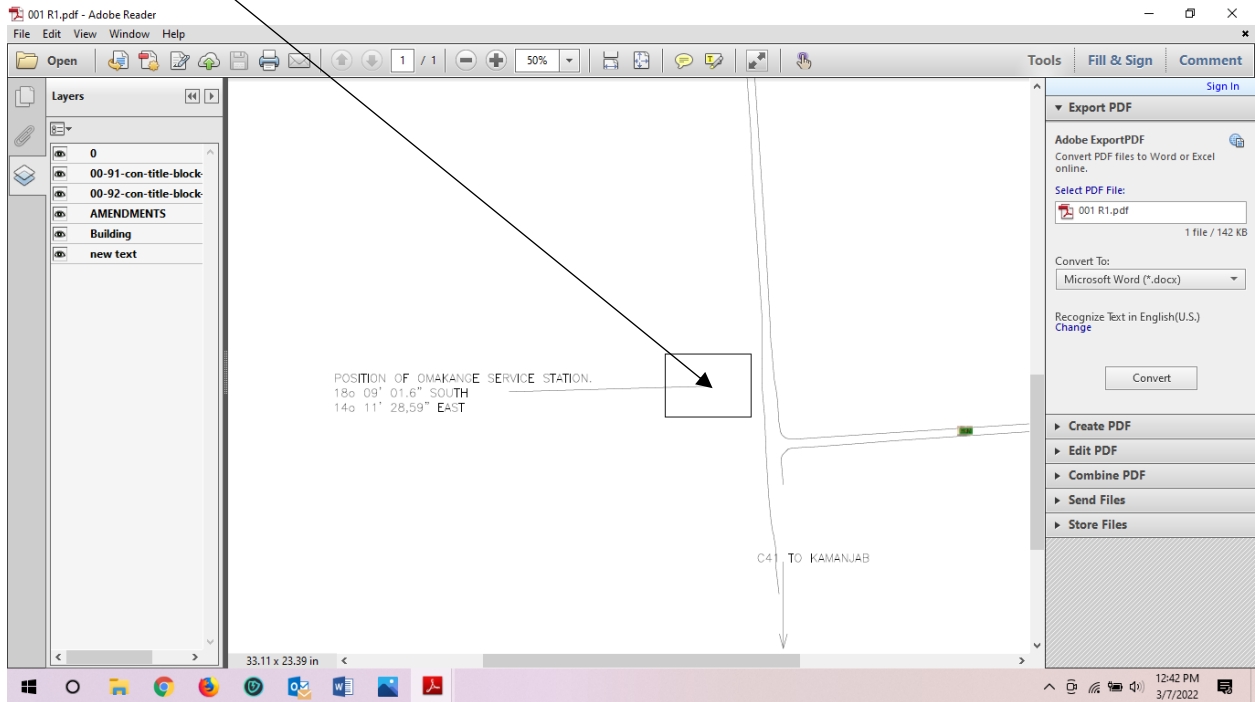 001 R1.pdf - Adobe Reader
File Edit View Window Help
Open 1 / 1 50% Tools Fill & Sign Comment
Sign In
Layers
0
00-91-con-title-block-
00-92-con-title-block-
AMENDMENTS
Building
new text
POSITION OF OMAKANGE SERVICE STATION.
18o 09' 01.6" SOUTH
14o 11' 28,59" EAST
C41 TO KAMANJAB
33.11 x 23.39 in
Export PDF
Adobe ExportPDF
Convert PDF files to Word or Excel
online.
Select PDF File:
001 R1.pdf
1 file / 142 KB
Convert To:
Microsoft Word (*.docx)
Recognize Text in English(U.S.)
Change
Convert
Create PDF
Edit PDF
Combine PDF
Send Files
Store Files
12:42 PM
3/7/2022